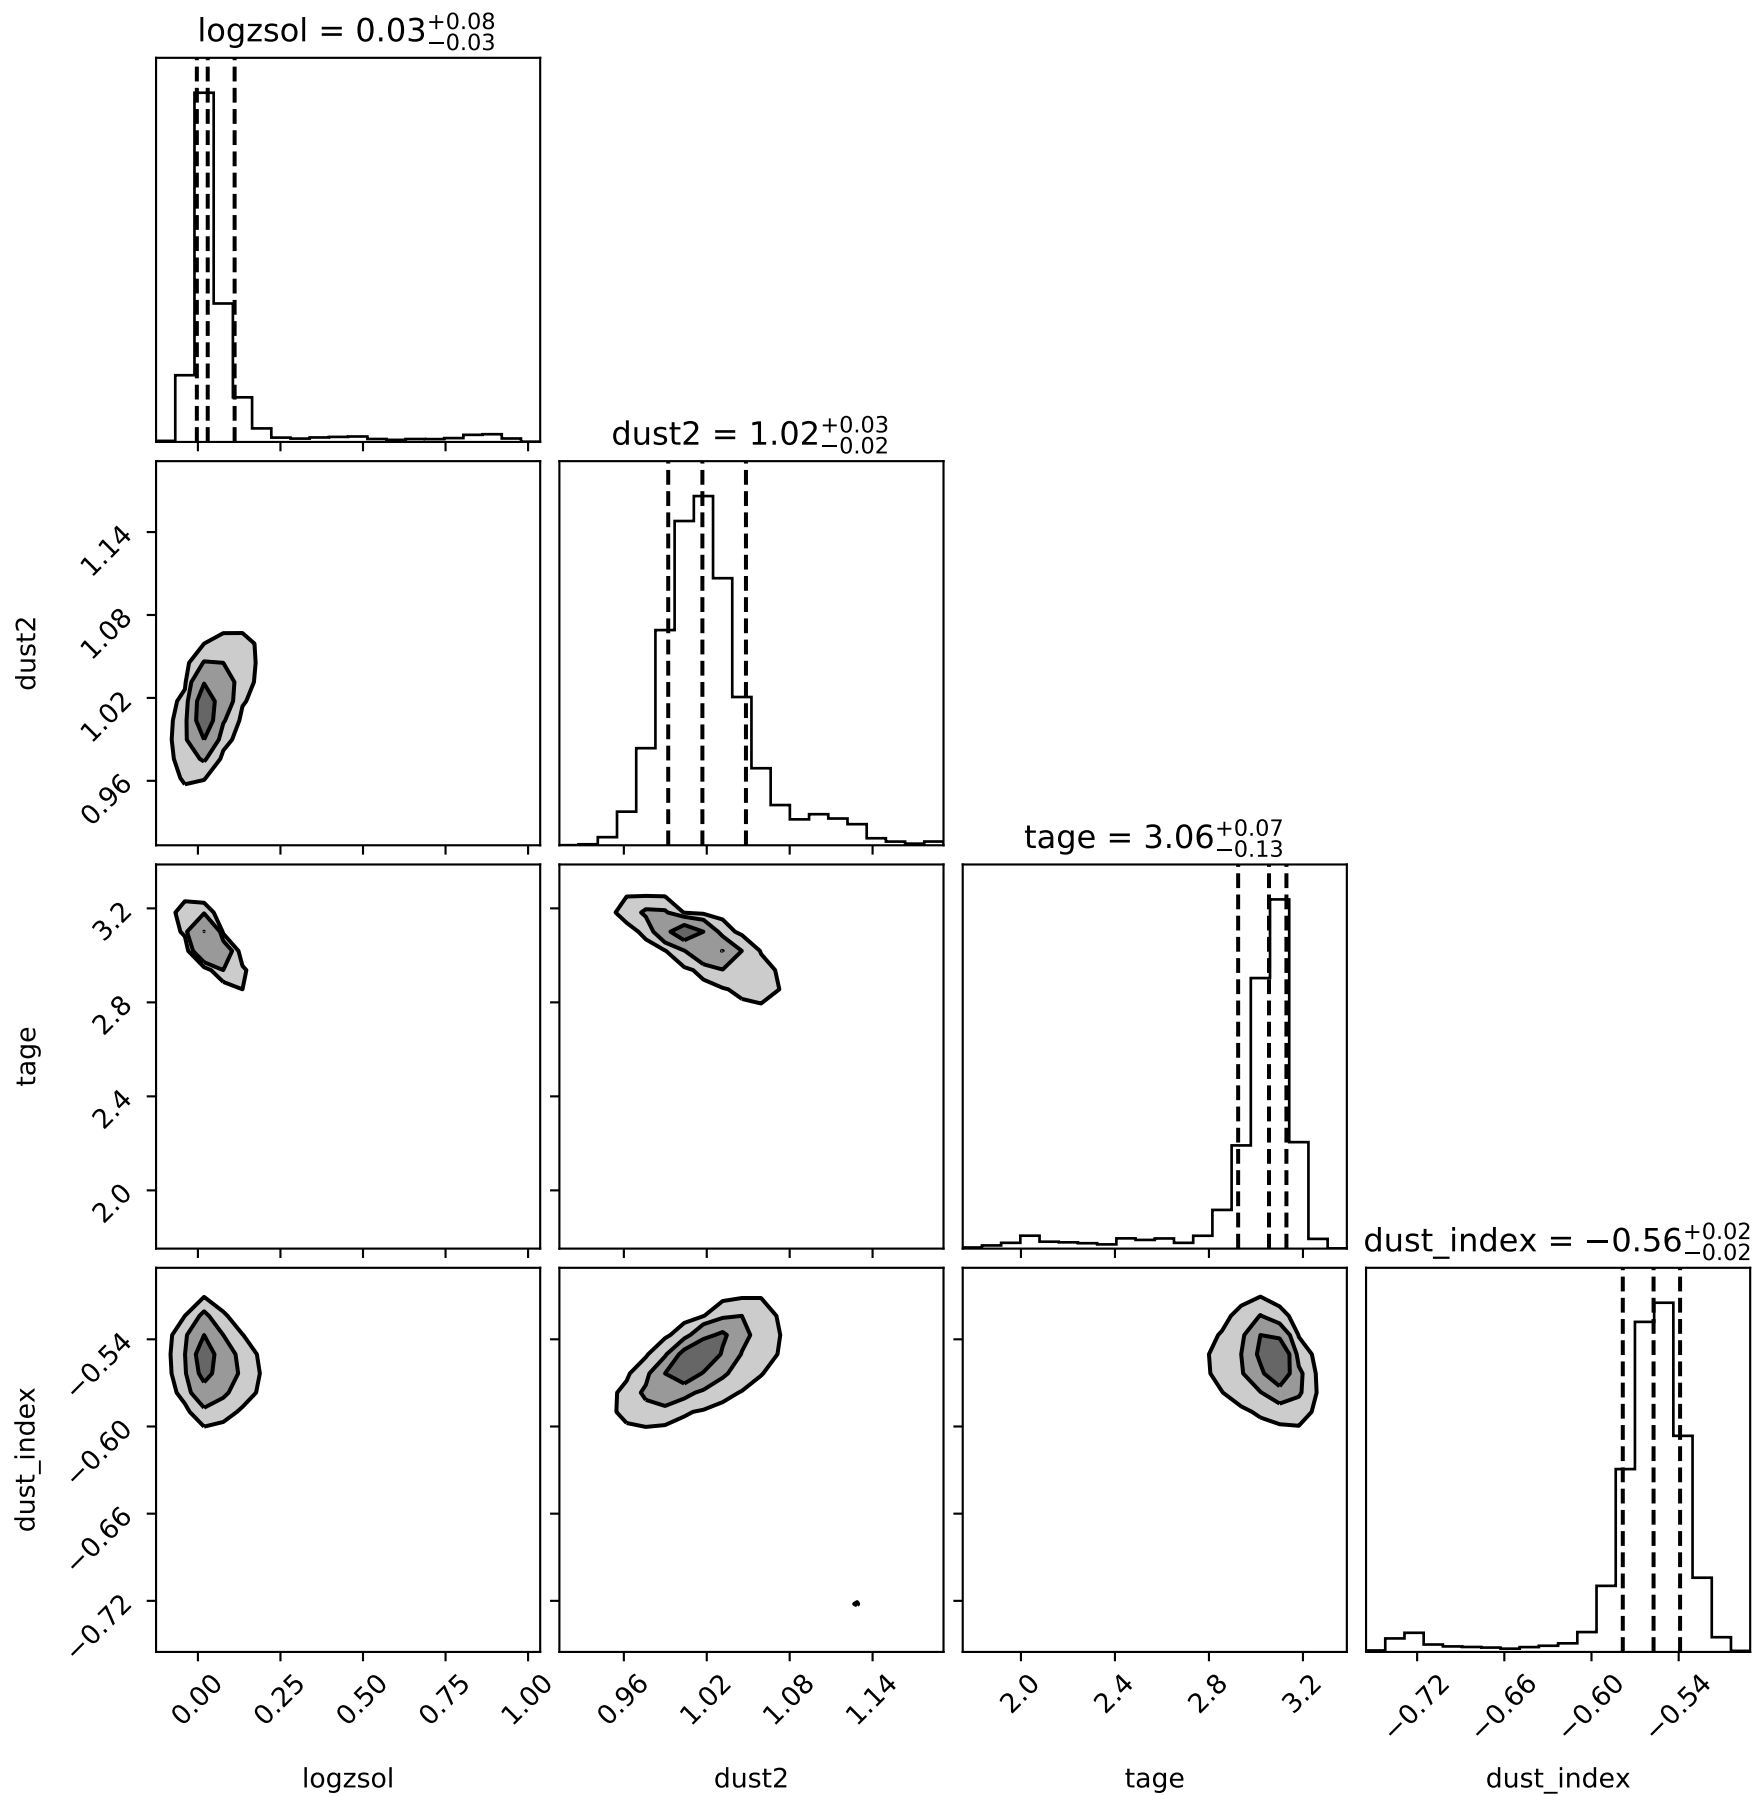 logzsol = 0.03+0.08−0.03
dust2 = 1.02+0.03−0.02
1.14
1.08
1.02
0.96
dust2
tage = 3.06+0.07−0.13
3.2
2.8
2.4
2.0
tage
dust_index = −0.56+0.02−0.02
−0.54
−0.60
−0.66
−0.72
dust_index
0.00 0.25 0.50 0.75 1.00 0.96 1.02 1.08 1.14 2.0 2.4 2.8 3.2 −0.72 −0.66 −0.60 −0.54
logzsol dust2 tage dust_index